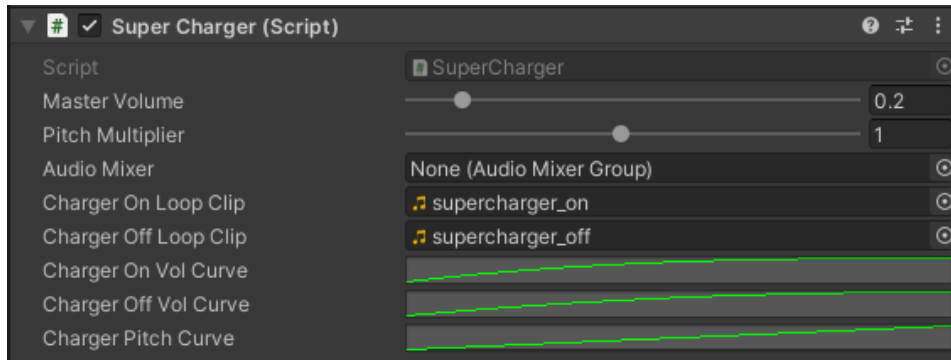 Super Charger (Script)
Script SuperCharger
Master Volume 0.2
Pitch Multiplier 1
Audio Mixer None (Audio Mixer Group)
Charger On Loop Clip supercharger_on
Charger Off Loop Clip supercharger_off
Charger On Vol Curve
Charger Off Vol Curve
Charger Pitch Curve